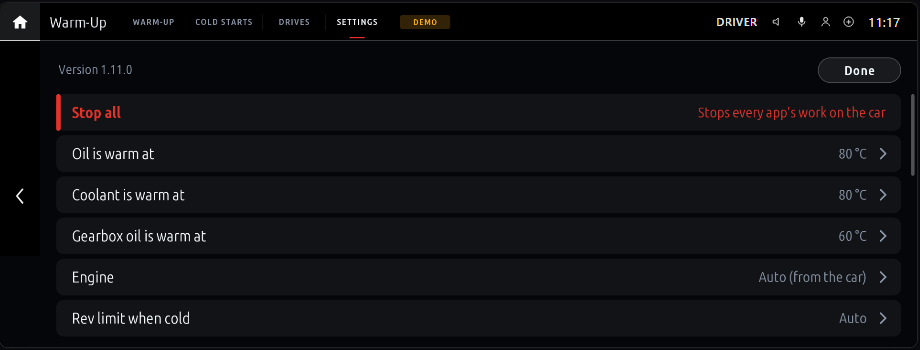 Warm-Up WARM-UP COLD STARTS DRIVES SETTINGS DEMO DRIVER 11:17
Version 1.11.0 Done
Stop all Stops every app's work on the car
Oil is warm at 80 °C
Coolant is warm at 80 °C
Gearbox oil is warm at 60 °C
Engine Auto (from the car)
Rev limit when cold Auto